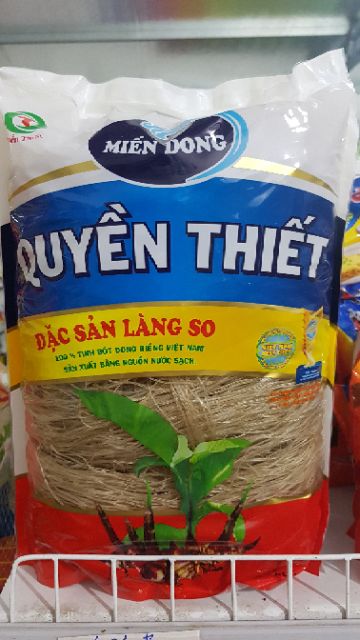 MIẾN DONG
QUYỀN THIẾT
ĐẶC SẢN LÀNG SO
100 % TINH BỘT DONG RIỀNG VIỆT NAM
SẢN XUẤT BẰNG NGUỒN NƯỚC SẠCH